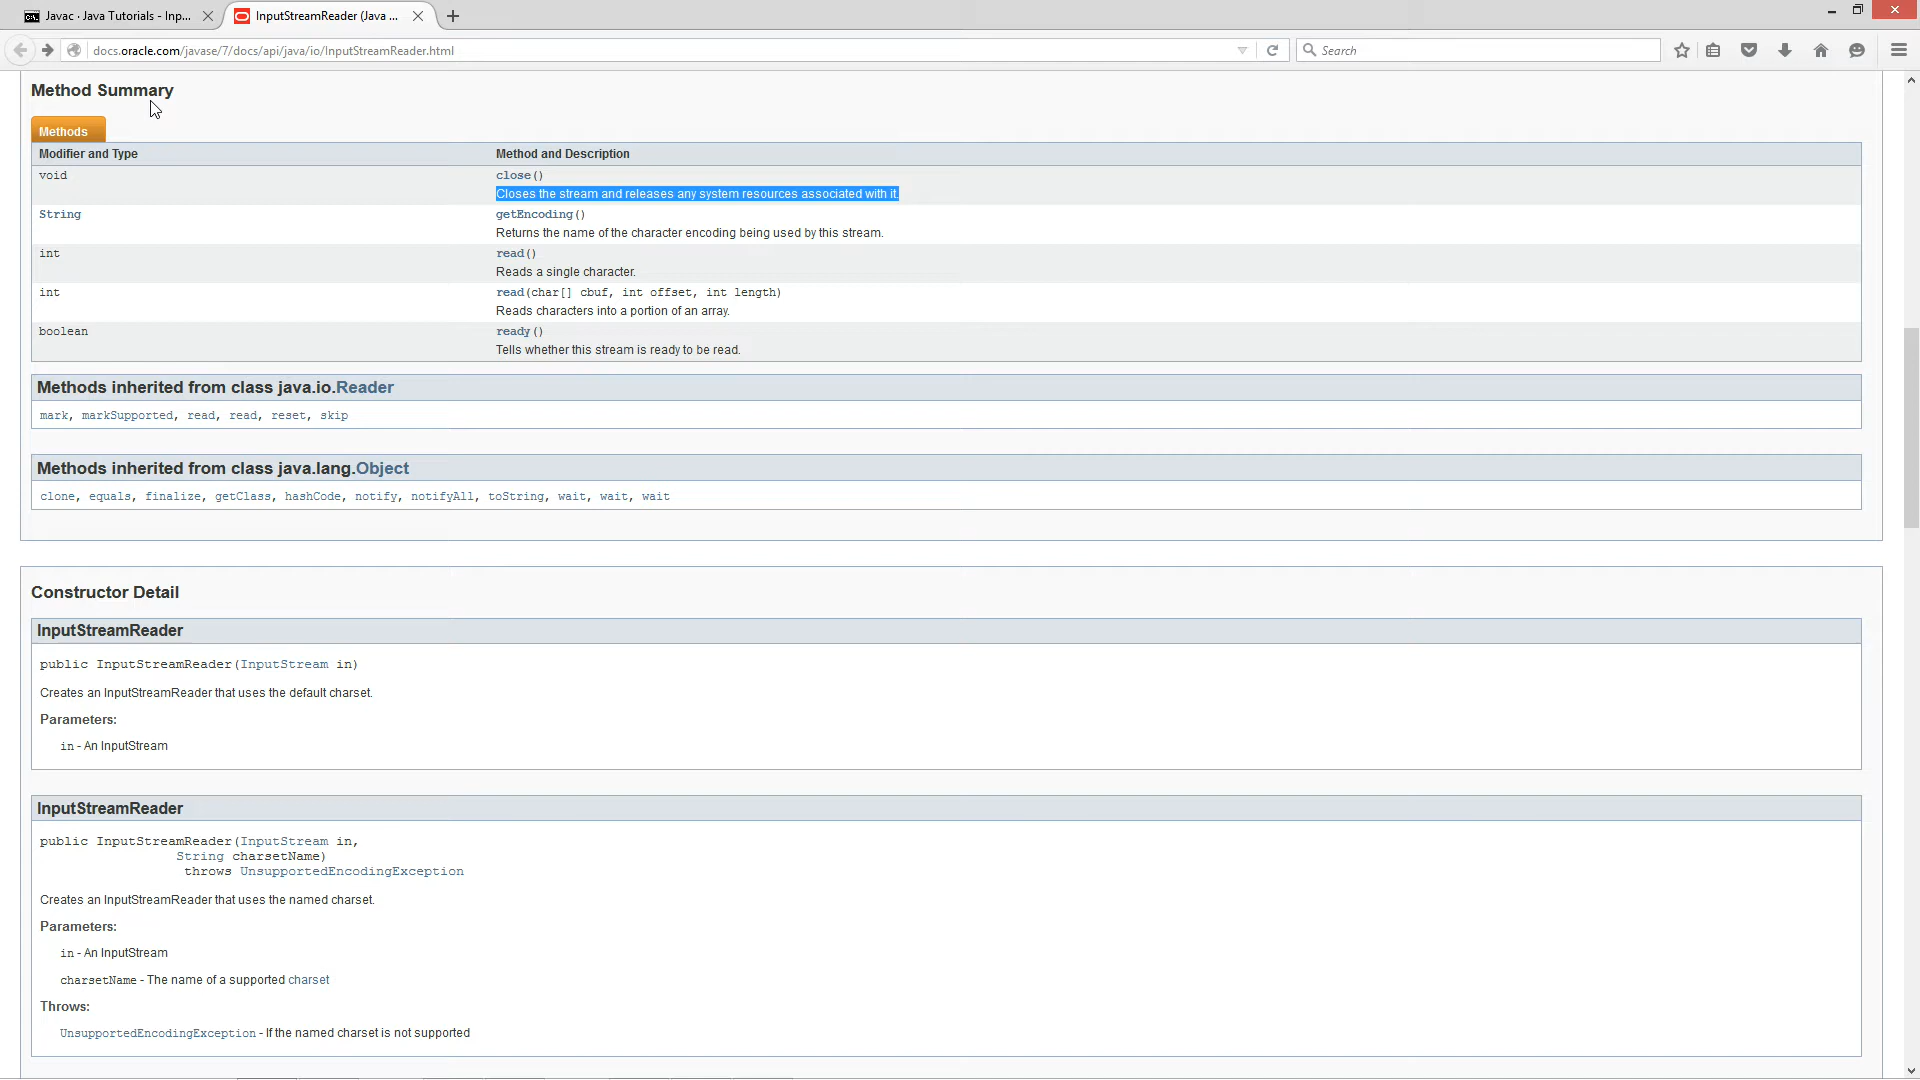 Javac · Java Tutorials - Inp...
InputStreamReader (Java ...
docs.oracle.com/javase/7/docs/api/java/io/InputStreamReader.html
Search
Method Summary
Methods
Modifier and Type Method and Description
void close()
Closes the stream and releases any system resources associated with it.
String getEncoding()
Returns the name of the character encoding being used by this stream.
int read()
Reads a single character.
int read(char[] cbuf, int offset, int length)
Reads characters into a portion of an array.
boolean ready()
Tells whether this stream is ready to be read.
Methods inherited from class java.io.Reader
mark, markSupported, read, read, reset, skip
Methods inherited from class java.lang.Object
clone, equals, finalize, getClass, hashCode, notify, notifyAll, toString, wait, wait, wait
Constructor Detail
InputStreamReader
public InputStreamReader(InputStream in)
Creates an InputStreamReader that uses the default charset.
Parameters:
in - An InputStream
InputStreamReader
public InputStreamReader(InputStream in,
String charsetName)
throws UnsupportedEncodingException
Creates an InputStreamReader that uses the named charset.
Parameters:
in - An InputStream
charsetName - The name of a supported charset
Throws:
UnsupportedEncodingException - If the named charset is not supported